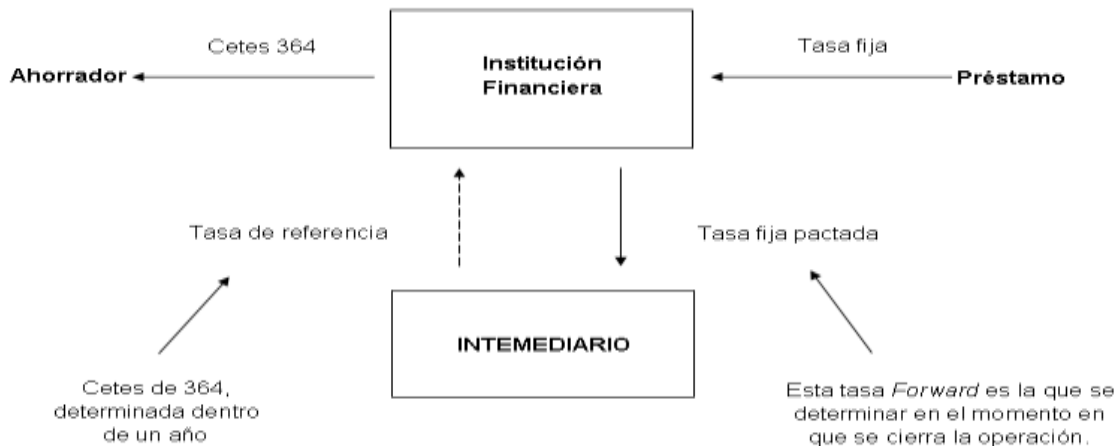 Cetes 364
Institución
Financiera
Tasa fija
Ahorrador
Préstamo
Tasa de referencia
Tasa fija pactada
INTEMEDIARIO
Cetes de 364,
determinada dentro
de un año
Esta tasa Forward es la que se
determinar en el momento en
que se cierra la operación.